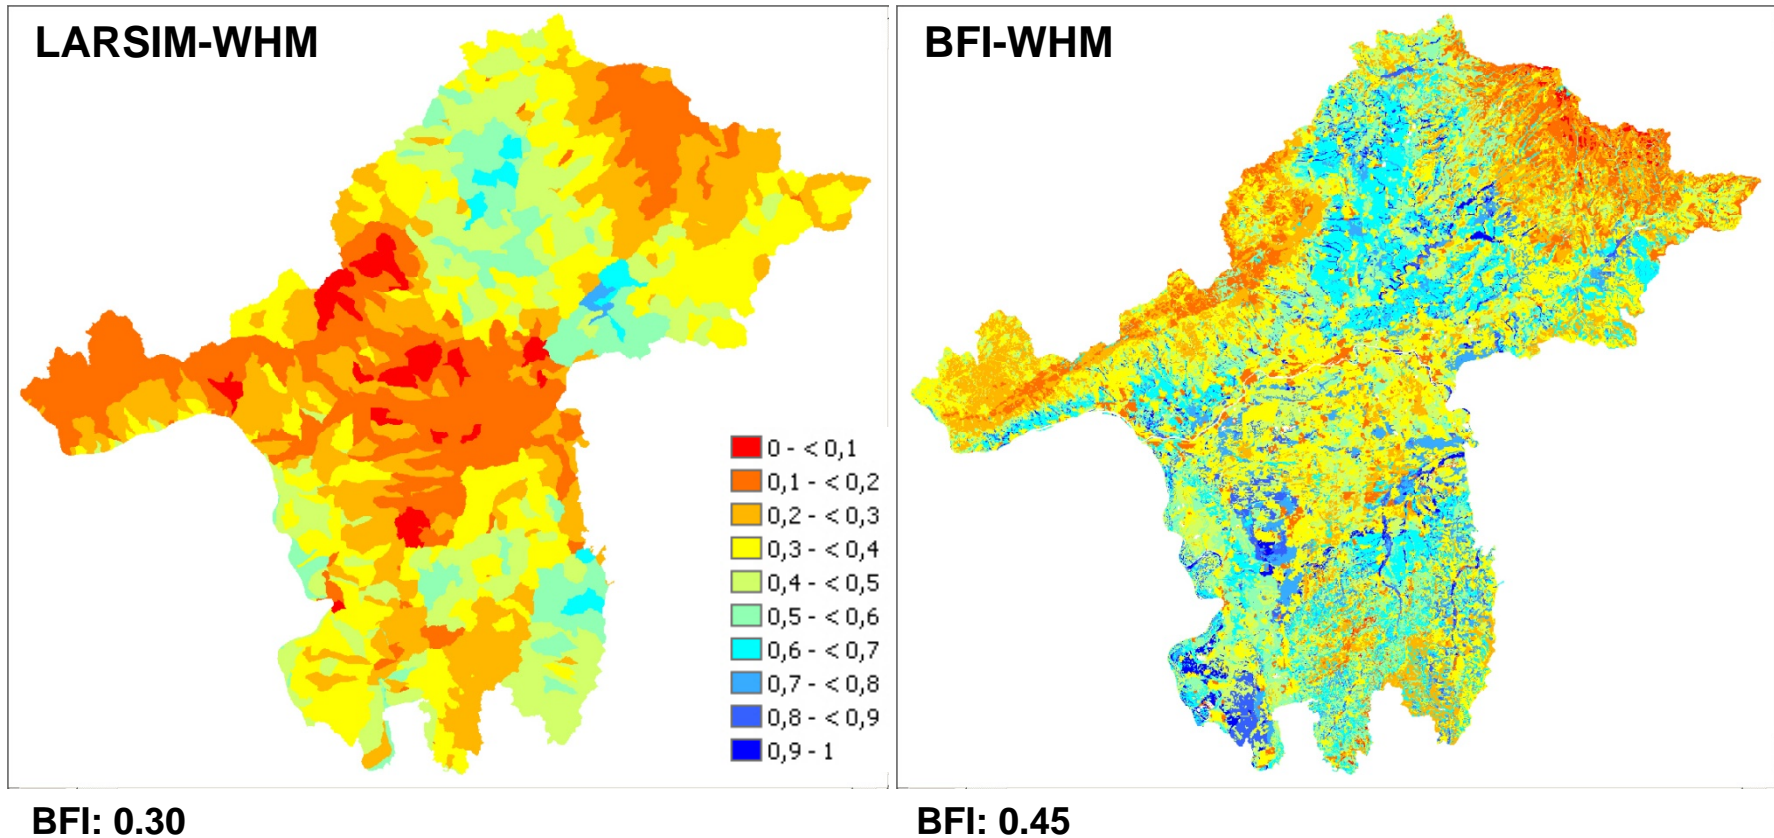 LARSIM-WHM
BFI-WHM
0 - < 0,1
0,1 - < 0,2
0,2 - < 0,3
0,3 - < 0,4
0,4 - < 0,5
0,5 - < 0,6
0,6 - < 0,7
0,7 - < 0,8
0,8 - < 0,9
0,9 - 1
BFI: 0.30
BFI: 0.45